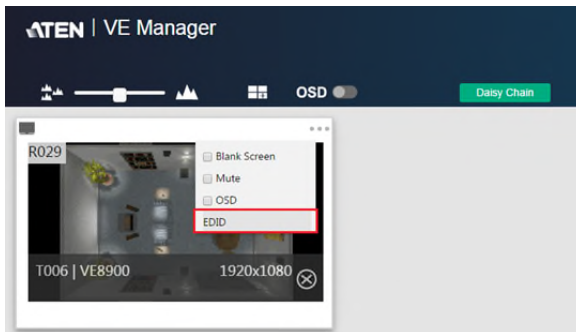 ATEN | VE Manager
OSD
Daisy Chain
R029
Blank Screen
Mute
OSD
EDID
T006 | VE8900 1920x1080